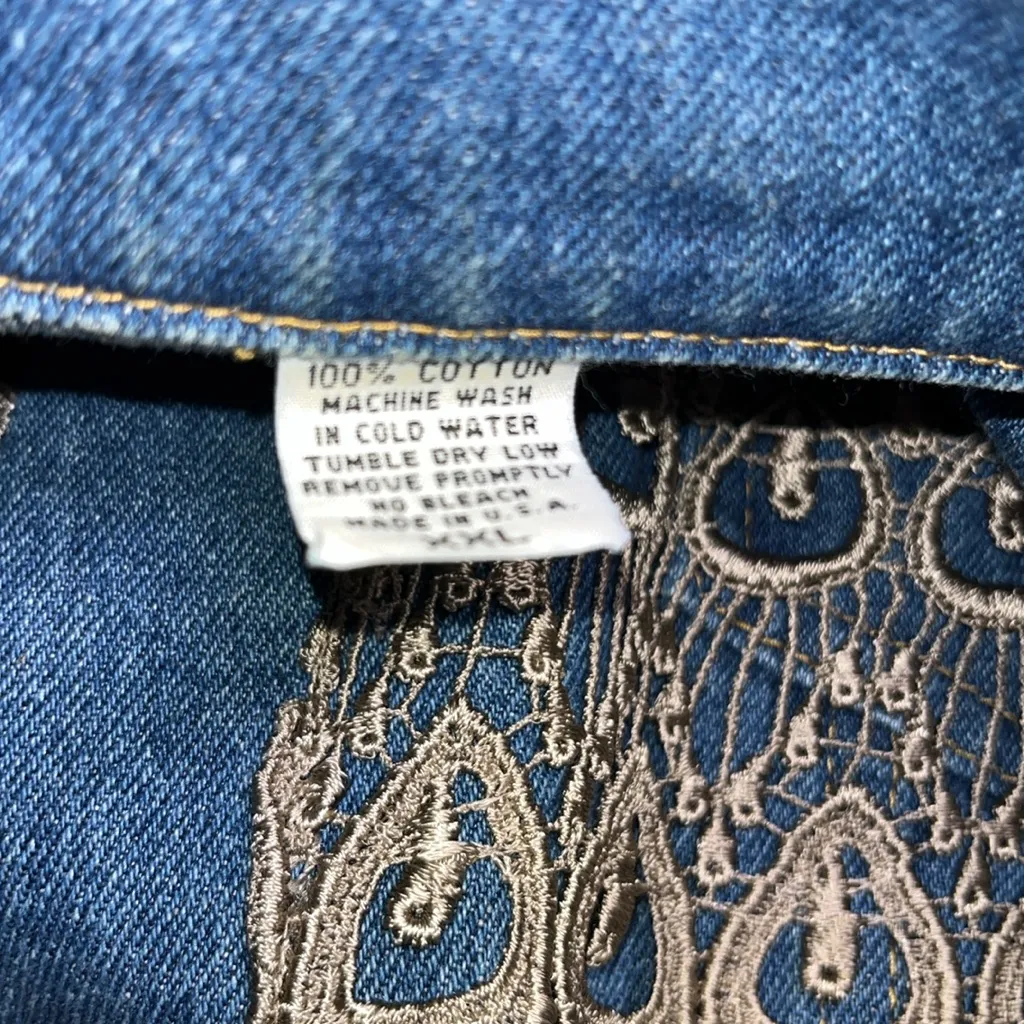 100% COTTON
MACHINE WASH
IN COLD WATER
TUMBLE DRY LOW
REMOVE PROMPTLY
NO BLEACH
MADE IN U.S.A.
XXL